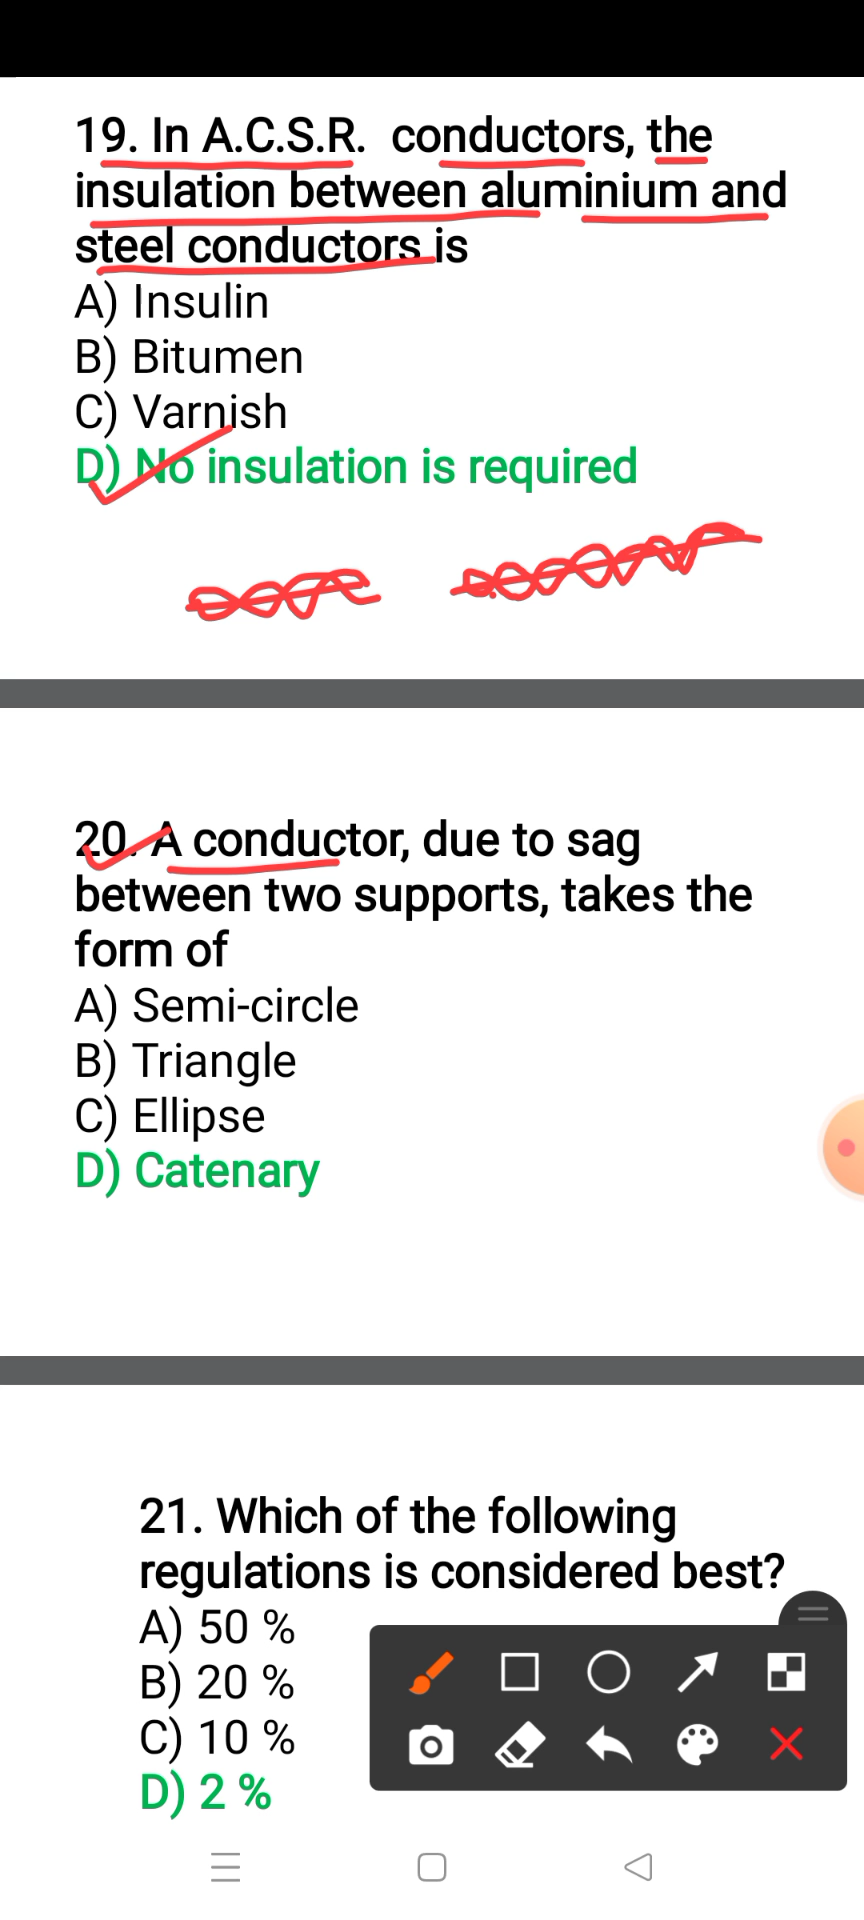 19. In A.C.S.R. conductors, the
insulation between aluminium and
steel conductors is
A) Insulin
B) Bitumen
C) Varnish
D) No insulation is required
20. A conductor, due to sag
between two supports, takes the
form of
A) Semi-circle
B) Triangle
C) Ellipse
D) Catenary
21. Which of the following
regulations is considered best?
A) 50 %
B) 20 %
C) 10 %
D) 2 %